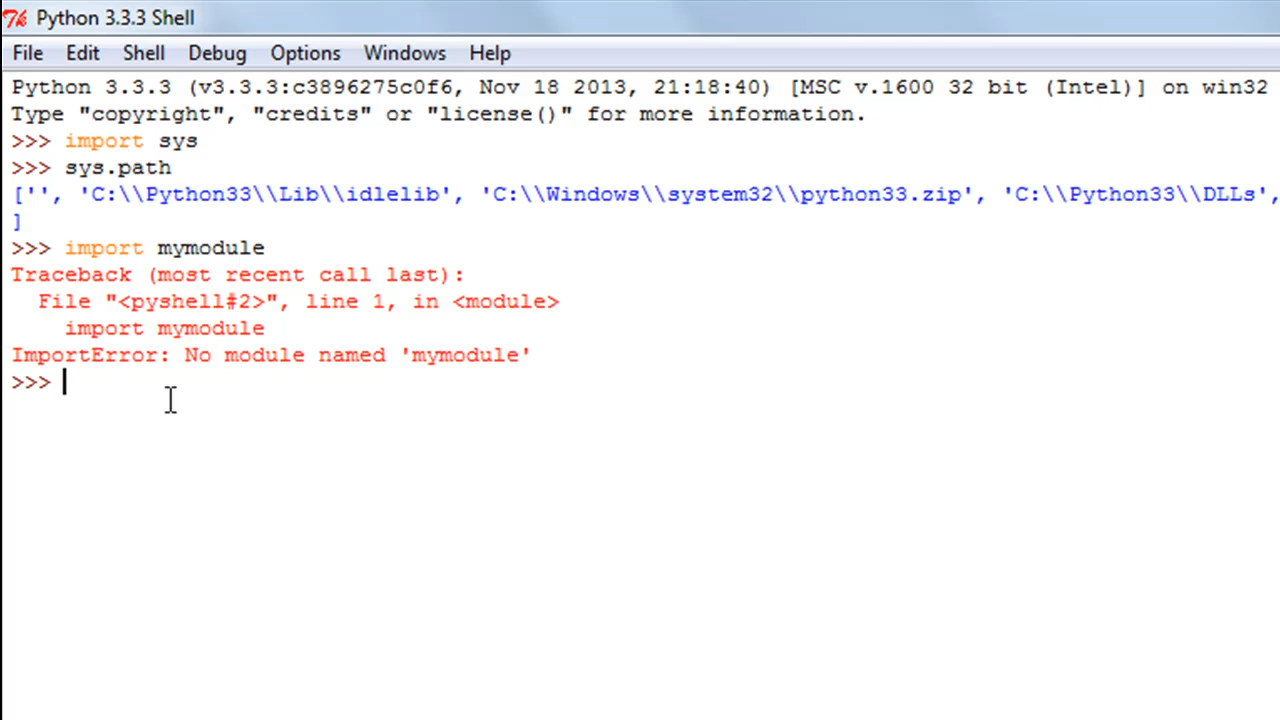 Python 3.3.3 Shell
File Edit Shell Debug Options Windows Help
Python 3.3.3 (v3.3.3:c3896275c0f6, Nov 18 2013, 21:18:40) [MSC v.1600 32 bit (Intel)] on win32
Type "copyright", "credits" or "license()" for more information.
>>> import sys
>>> sys.path
['', 'C:\\Python33\\Lib\\idlelib', 'C:\\Windows\\system32\\python33.zip', 'C:\\Python33\\DLLs',
]
>>> import mymodule
Traceback (most recent call last):
  File "<pyshell#2>", line 1, in <module>
    import mymodule
ImportError: No module named 'mymodule'
>>>